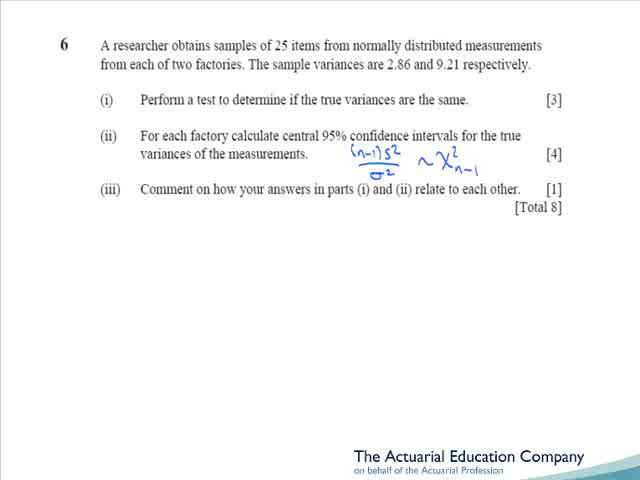 6 A researcher obtains samples of 25 items from normally distributed measurements
from each of two factories. The sample variances are 2.86 and 9.21 respectively.
(i) Perform a test to determine if the true variances are the same. [3]
(ii) For each factory calculate central 95% confidence intervals for the true
variances of the measurements. [4]
(n-1)S²/σ² ~ χ²n-1
(iii) Comment on how your answers in parts (i) and (ii) relate to each other. [1]
[Total 8]
The Actuarial Education Company
on behalf of the Actuarial Profession